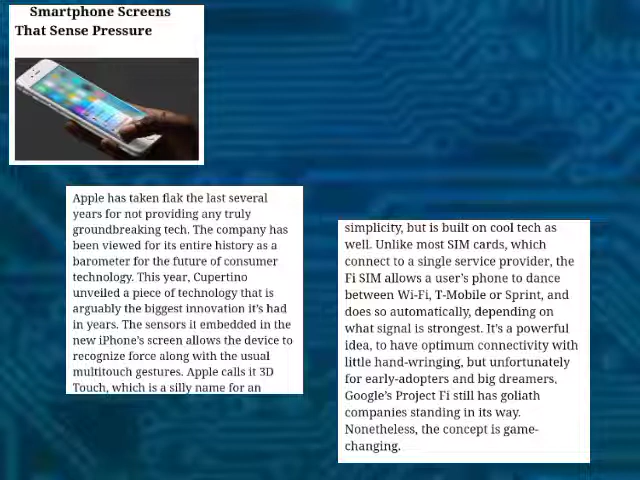 Smartphone Screens
That Sense Pressure
Apple has taken flak the last several
years for not providing any truly
groundbreaking tech. The company has
been viewed for its entire history as a
barometer for the future of consumer
technology. This year, Cupertino
unveiled a piece of technology that is
arguably the biggest innovation it's had
in years. The sensors it embedded in the
new iPhone's screen allows the device to
recognize force along with the usual
multitouch gestures. Apple calls it 3D
Touch, which is a silly name for an
simplicity, but is built on cool tech as
well. Unlike most SIM cards, which
connect to a single service provider, the
Fi SIM allows a user's phone to dance
between Wi-Fi, T-Mobile or Sprint, and
does so automatically, depending on
what signal is strongest. It's a powerful
idea, to have optimum connectivity with
little hand-wringing, but unfortunately
for early-adopters and big dreamers,
Google's Project Fi still has goliath
companies standing in its way.
Nonetheless, the concept is game-
changing.